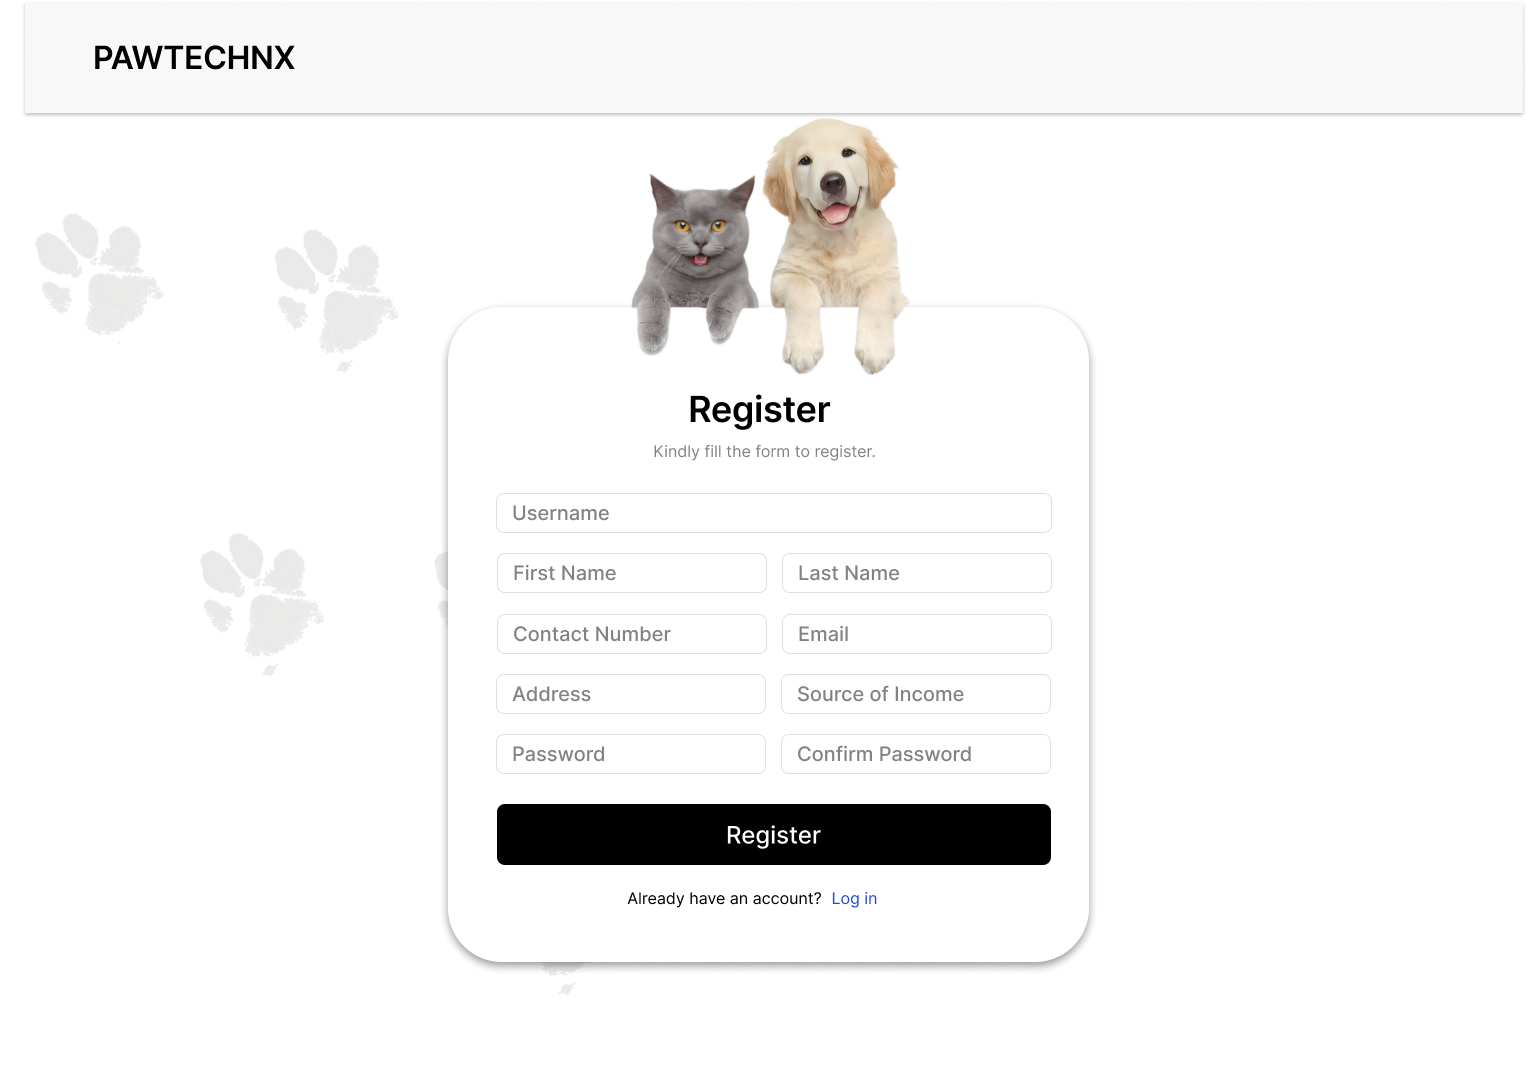 PAWTECHNX
Register
Kindly fill the form to register.
Username
First Name
Last Name
Contact Number
Email
Address
Source of Income
Password
Confirm Password
Register
Already have an account? Log in